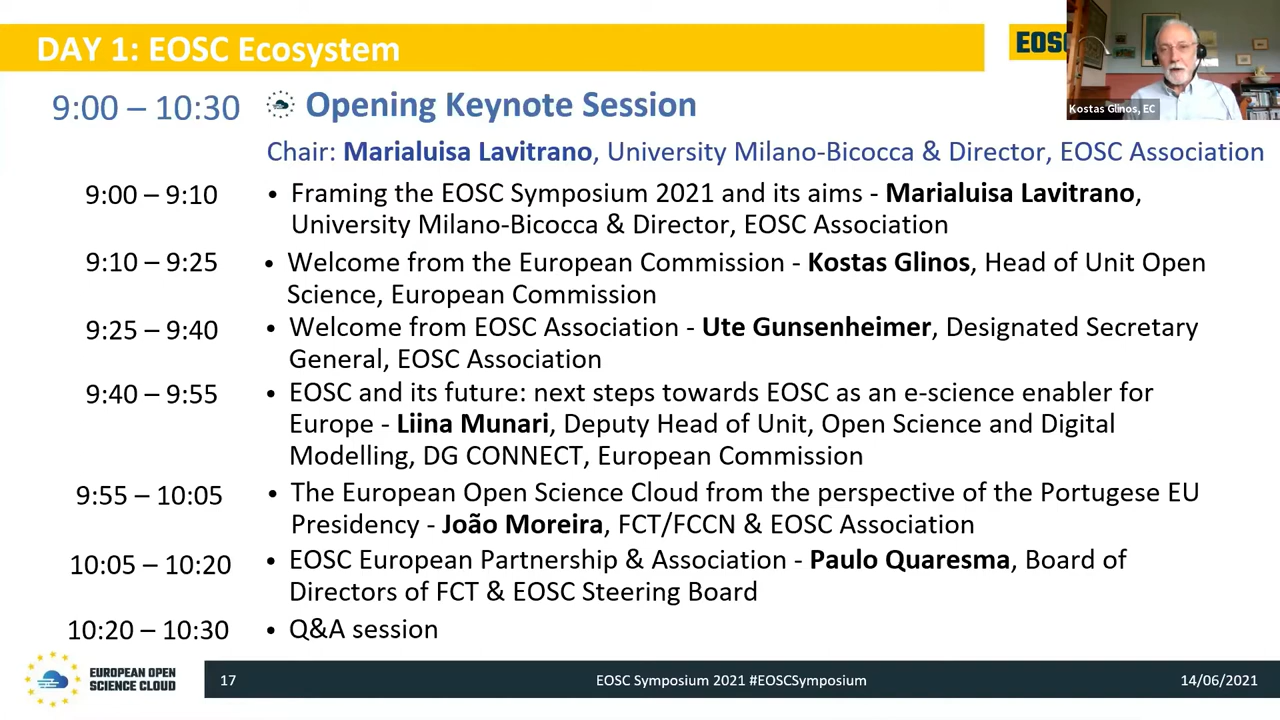 DAY 1: EOSC Ecosystem
EOSC
Kostas Glinos, EC
9:00 – 10:30 Opening Keynote Session
Chair: Marialuisa Lavitrano, University Milano-Bicocca & Director, EOSC Association
9:00 – 9:10 • Framing the EOSC Symposium 2021 and its aims - Marialuisa Lavitrano,
University Milano-Bicocca & Director, EOSC Association
9:10 – 9:25 • Welcome from the European Commission - Kostas Glinos, Head of Unit Open
Science, European Commission
9:25 – 9:40 • Welcome from EOSC Association - Ute Gunsenheimer, Designated Secretary
General, EOSC Association
9:40 – 9:55 • EOSC and its future: next steps towards EOSC as an e-science enabler for
Europe - Liina Munari, Deputy Head of Unit, Open Science and Digital
Modelling, DG CONNECT, European Commission
9:55 – 10:05 • The European Open Science Cloud from the perspective of the Portugese EU
Presidency - João Moreira, FCT/FCCN & EOSC Association
10:05 – 10:20 • EOSC European Partnership & Association - Paulo Quaresma, Board of
Directors of FCT & EOSC Steering Board
10:20 – 10:30 • Q&A session
EUROPEAN OPEN
SCIENCE CLOUD
17 EOSC Symposium 2021 #EOSCSymposium 14/06/2021